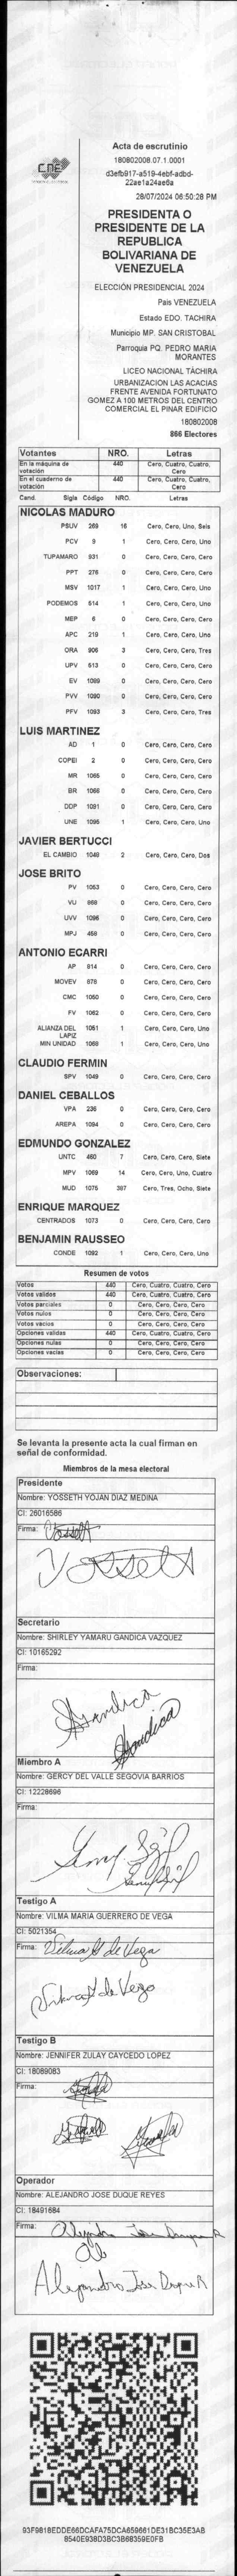 CNE
Acta de escrutinio
180802008.07.1.0001
d3efb917-a519-4ebf-adbd-
22ae1a24ae6a
28/07/2024 06:50:28 PM
PRESIDENTA O
PRESIDENTE DE LA
REPUBLICA
BOLIVARIANA DE
VENEZUELA
ELECCIÓN PRESIDENCIAL 2024
Pais VENEZUELA
Estado EDO. TACHIRA
Municipio MP. SAN CRISTOBAL
Parroquia PQ. PEDRO MARIA
MORANTES
LICEO NACIONAL TÁCHIRA
URBANIZACION LAS ACACIAS
FRENTE AVENIDA FORTUNATO
GOMEZ A 100 METROS DEL CENTRO
COMERCIAL EL PINAR EDIFICIO
180802008
866 Electores
Votantes NRO. Letras
En la máquina de votación 440 Cero, Cuatro, Cuatro, Cero
En el cuaderno de votación 440 Cero, Cuatro, Cuatro, Cero
Cand. Sigla Código NRO. Letras
NICOLAS MADURO
PSUV 269 16 Cero, Cero, Uno, Seis
PCV 9 1 Cero, Cero, Cero, Uno
TUPAMARO 931 0 Cero, Cero, Cero, Cero
PPT 276 0 Cero, Cero, Cero, Cero
MSV 1017 1 Cero, Cero, Cero, Uno
PODEMOS 514 1 Cero, Cero, Cero, Uno
MEP 6 0 Cero, Cero, Cero, Cero
APC 219 1 Cero, Cero, Cero, Uno
ORA 906 3 Cero, Cero, Cero, Tres
UPV 513 0 Cero, Cero, Cero, Cero
EV 1089 0 Cero, Cero, Cero, Cero
PVV 1090 0 Cero, Cero, Cero, Cero
PFV 1093 3 Cero, Cero, Cero, Tres
LUIS MARTINEZ
AD 1 0 Cero, Cero, Cero, Cero
COPEI 2 0 Cero, Cero, Cero, Cero
MR 1065 0 Cero, Cero, Cero, Cero
BR 1066 0 Cero, Cero, Cero, Cero
DDP 1091 0 Cero, Cero, Cero, Cero
UNE 1095 1 Cero, Cero, Cero, Uno
JAVIER BERTUCCI
EL CAMBIO 1048 2 Cero, Cero, Cero, Dos
JOSE BRITO
PV 1053 0 Cero, Cero, Cero, Cero
VU 868 0 Cero, Cero, Cero, Cero
UVV 1096 0 Cero, Cero, Cero, Cero
MPJ 458 0 Cero, Cero, Cero, Cero
ANTONIO ECARRI
AP 814 0 Cero, Cero, Cero, Cero
MOVEV 878 0 Cero, Cero, Cero, Cero
CMC 1050 0 Cero, Cero, Cero, Cero
FV 1062 0 Cero, Cero, Cero, Cero
ALIANZA DEL LAPIZ 1051 1 Cero, Cero, Cero, Uno
MIN UNIDAD 1068 1 Cero, Cero, Cero, Uno
CLAUDIO FERMIN
SPV 1049 0 Cero, Cero, Cero, Cero
DANIEL CEBALLOS
VPA 236 0 Cero, Cero, Cero, Cero
AREPA 1094 0 Cero, Cero, Cero, Cero
EDMUNDO GONZALEZ
UNTC 460 7 Cero, Cero, Cero, Siete
MPV 1069 14 Cero, Cero, Uno, Cuatro
MUD 1075 387 Cero, Tres, Ocho, Siete
ENRIQUE MARQUEZ
CENTRADOS 1073 0 Cero, Cero, Cero, Cero
BENJAMIN RAUSSEO
CONDE 1092 1 Cero, Cero, Cero, Uno
Resumen de votos
Votos 440 Cero, Cuatro, Cuatro, Cero
Votos validos 440 Cero, Cuatro, Cuatro, Cero
Votos parciales 0 Cero, Cero, Cero, Cero
Votos nulos 0 Cero, Cero, Cero, Cero
Votos vacios 0 Cero, Cero, Cero, Cero
Opciones validas 440 Cero, Cuatro, Cuatro, Cero
Opciones nulas 0 Cero, Cero, Cero, Cero
Opciones vacias 0 Cero, Cero, Cero, Cero
Observaciones:
Se levanta la presente acta la cual firman en
señal de conformidad.
Miembros de la mesa electoral
Presidente
Nombre: YOSSETH YOJAN DIAZ MEDINA
CI: 26016586
Firma: Yosseth
Yosseth
Secretario
Nombre: SHIRLEY YAMARU GANDICA VAZQUEZ
CI: 10165292
Firma:
Gandica
Gandica
Miembro A
Nombre: GERCY DEL VALLE SEGOVIA BARRIOS
CI: 12228696
Firma:
Testigo A
Nombre: VILMA MARIA GUERRERO DE VEGA
CI: 5021354
Firma: Vilma G de Vega
Vilma G de Vega
Testigo B
Nombre: JENNIFER ZULAY CAYCEDO LOPEZ
CI: 18089083
Firma:
Operador
Nombre: ALEJANDRO JOSE DUQUE REYES
CI: 18491684
Firma: Alejandro Jose Duque R
Alejandro Jose Duque R
93F9818EDDE66DCAFA75DCA659661DE31BC35E3AB
8540E938D3BC3B68359E0FB